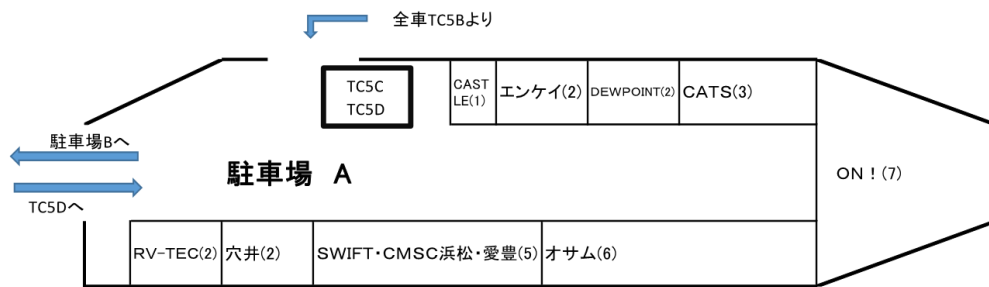 全車TC5Bより
TC5C
TC5D
CAST
LE(1)
エンケイ(2)
DEWPOINT(2)
CATS(3)
駐車場Bへ
駐車場 A
ON！(7)
TC5Dへ
RV-TEC(2)
穴井(2)
SWIFT・CMSC浜松・愛豊(5)
オサム(6)